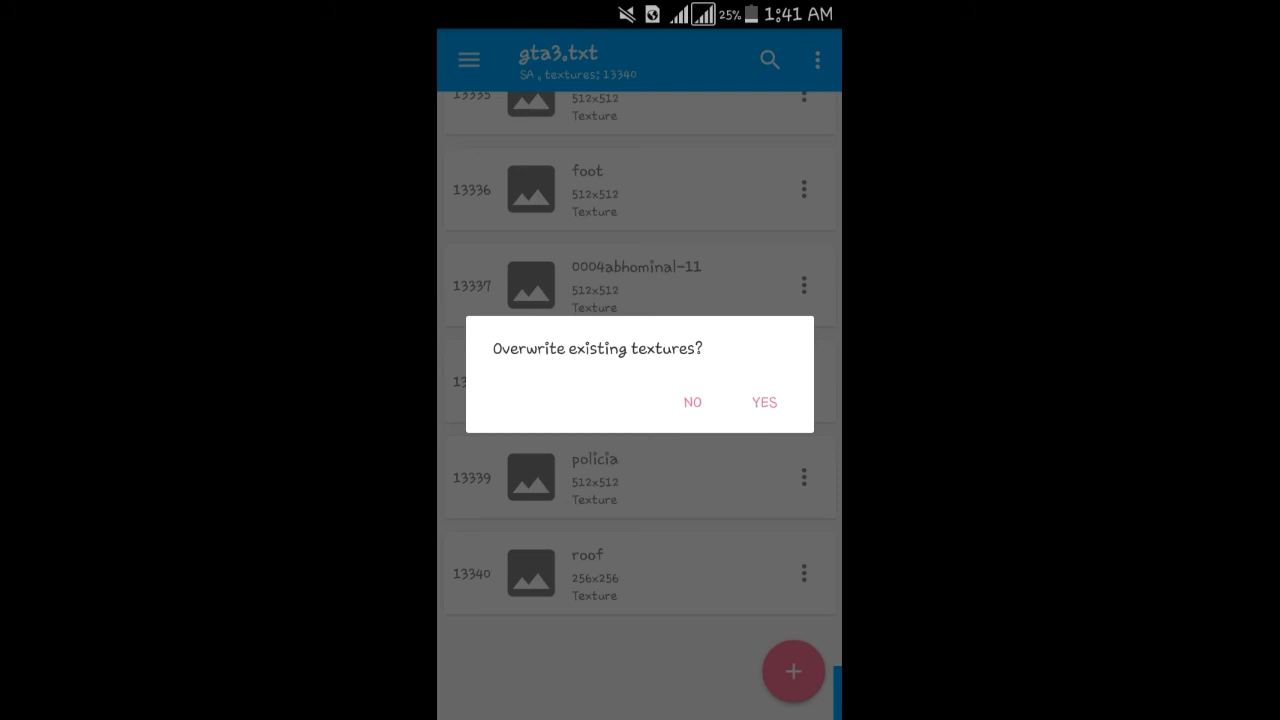 25% 1:41 AM
gta3.txt
SA , textures: 13340
13335
512x512
Texture
foot
13336
512x512
Texture
0004abhominal-11
13337
512x512
Texture
Overwrite existing textures?
13
NO YES
policia
13339
512x512
Texture
roof
13340
256x256
Texture